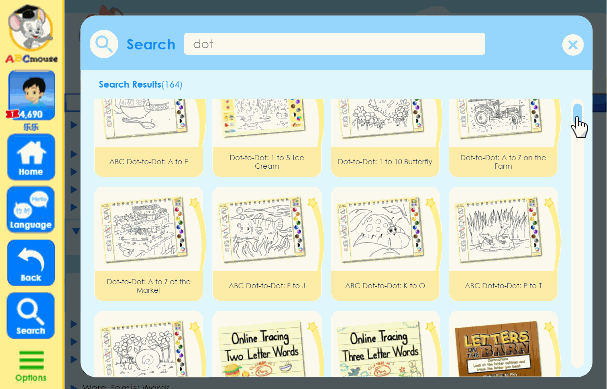 Search
dot
Search Results(164)
ABCmouse
4,690
乐乐
Home
Hello
Language
Back
Search
Options
ABC Dot-to-Dot: A to E
Dot-to-Dot: 1 to 5 Ice
Cream
Dot-to-Dot: 1 to 10 Butterfly
Dot-to-Dot: A to Z on the
Farm
Dot-to-Dot: A to Z at the
Market
ABC Dot-to-Dot: F to J
ABC Dot-to-Dot: K to O
ABC Dot-to-Dot: P to T
Online Tracing
Two Letter Words
Online Tracing
Three Letter Words
LETTERS
ON THE BARN